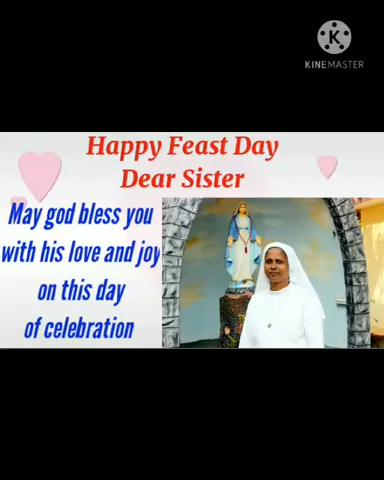 KINEMASTER
Happy Feast Day
Dear Sister
May god bless you
with his love and joy
on this day
of celebration